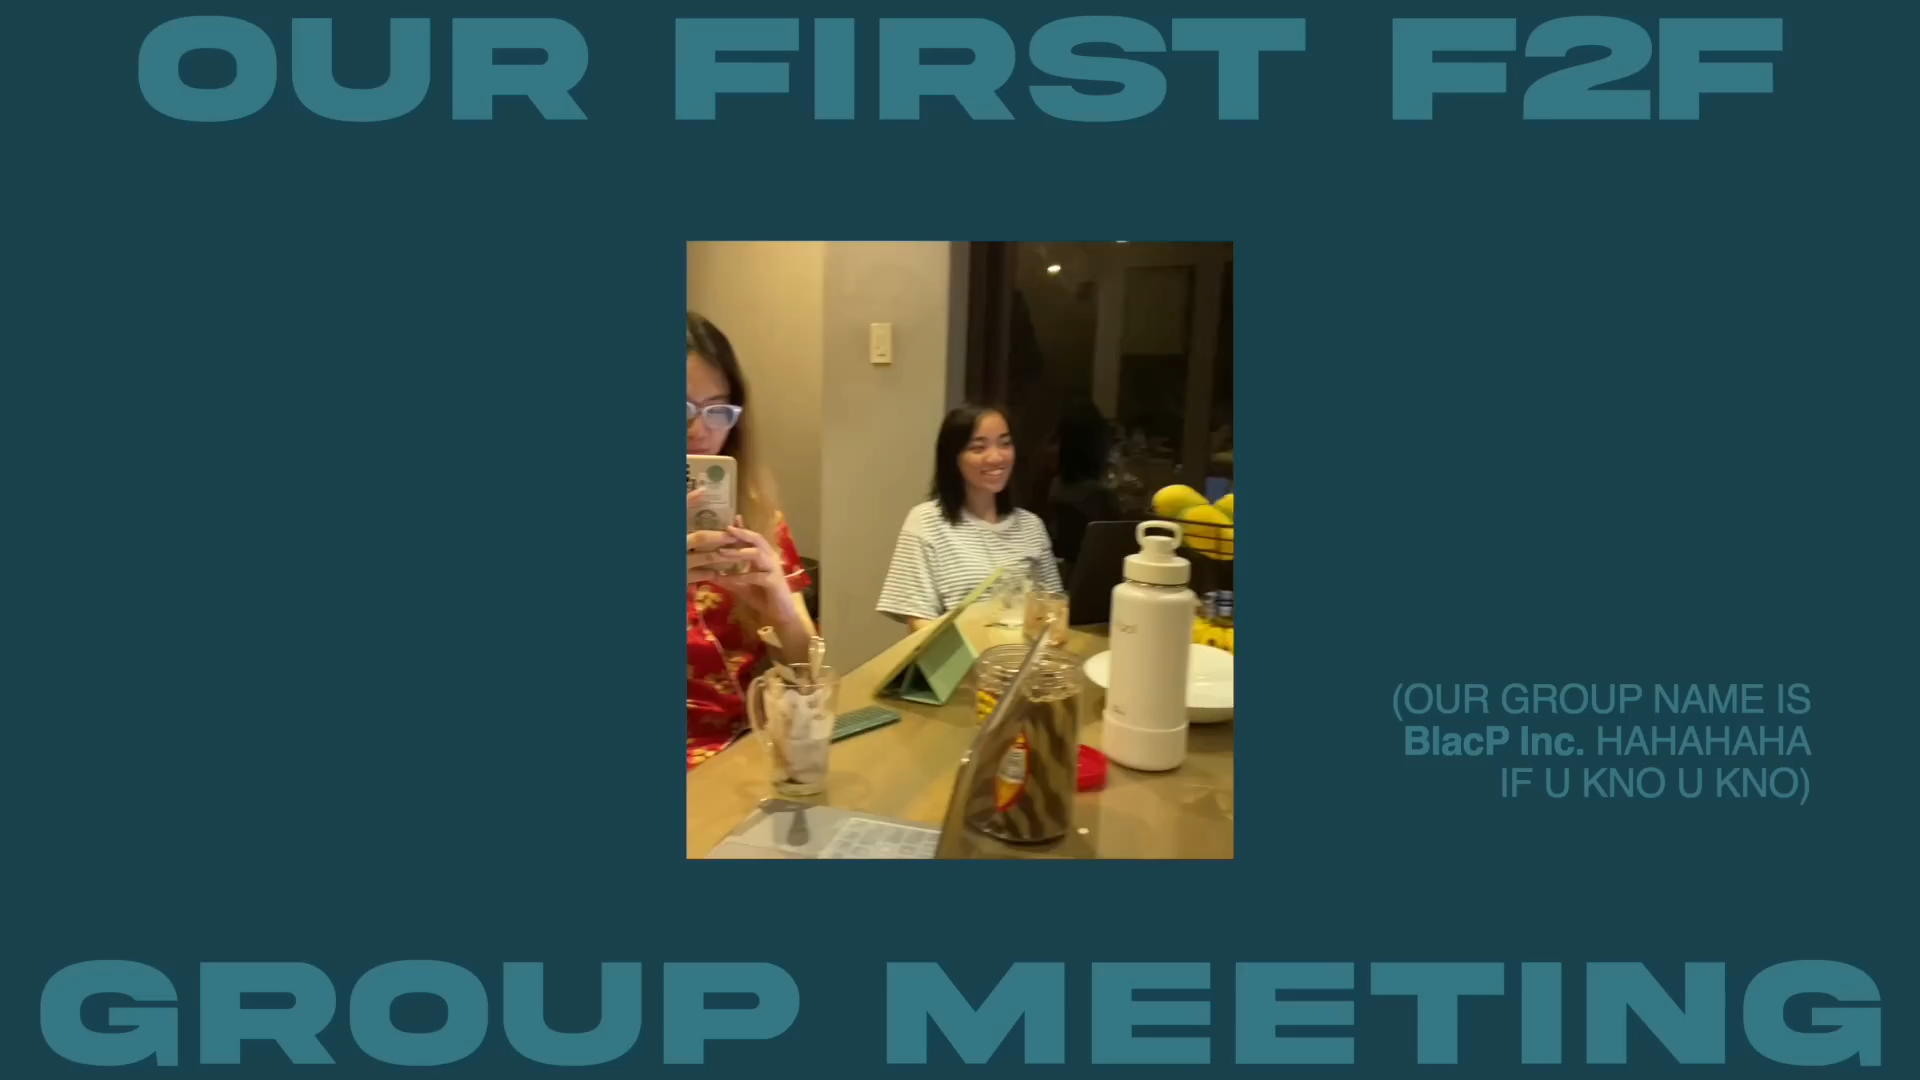 OUR FIRST F2F
(OUR GROUP NAME IS
BlacP Inc. HAHAHAHA
IF U KNO U KNO)
GROUP MEETING